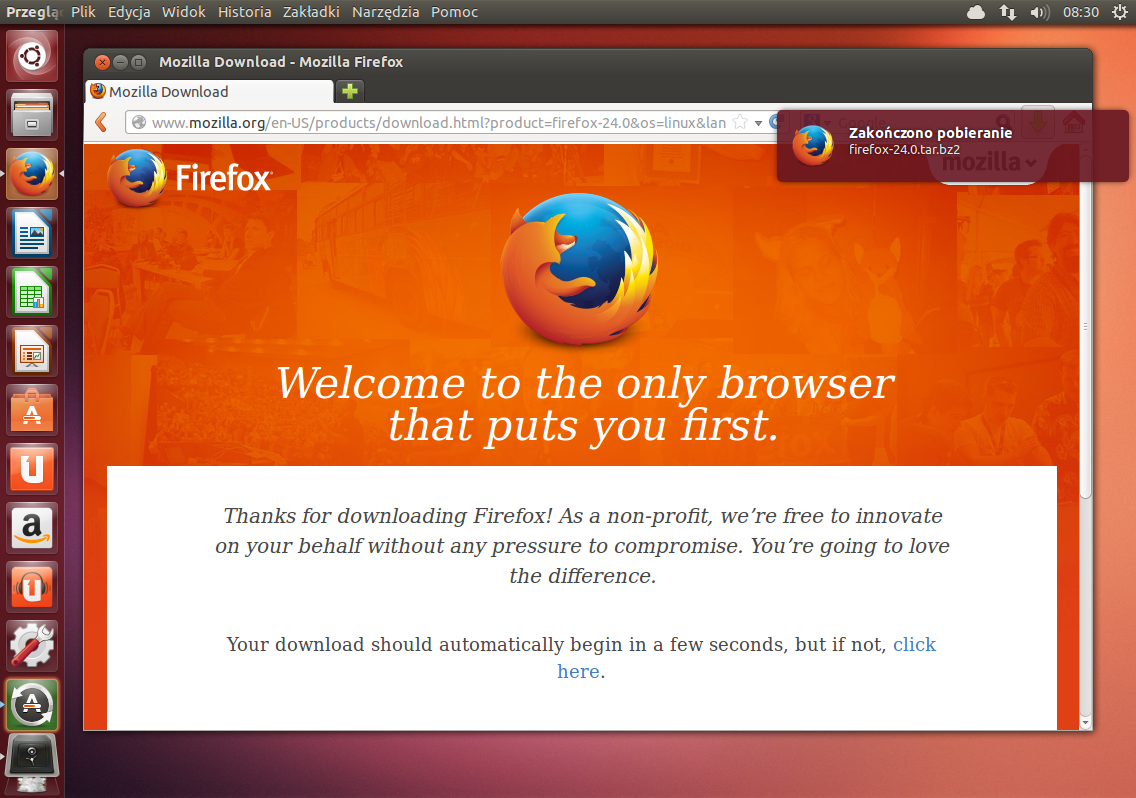 Przeglą Plik Edycja Widok Historia Zakładki Narzędzia Pomoc 08:30
Mozilla Download - Mozilla Firefox
Mozilla Download
www.mozilla.org/en-US/products/download.html?product=firefox-24.0&os=linux&lan
Google
Zakończono pobieranie
firefox-24.0.tar.bz2
mozilla
Firefox
Welcome to the only browser
that puts you first.
Thanks for downloading Firefox! As a non-profit, we’re free to innovate
on your behalf without any pressure to compromise. You’re going to love
the difference.
Your download should automatically begin in a few seconds, but if not, click
here.